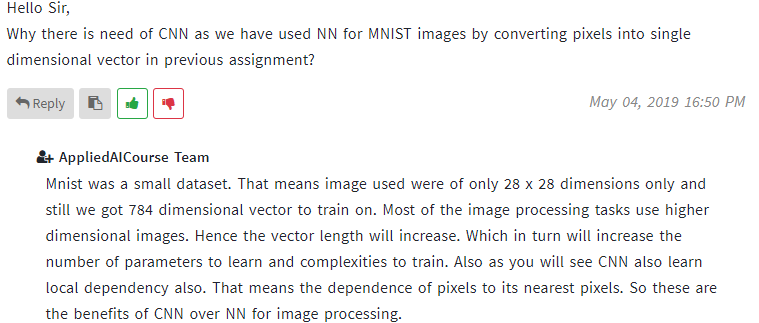 Hello Sir,
Why there is need of CNN as we have used NN for MNIST images by converting pixels into single
dimensional vector in previous assignment?
Reply
May 04, 2019 16:50 PM
AppliedAICourse Team
Mnist was a small dataset. That means image used were of only 28 x 28 dimensions only and
still we got 784 dimensional vector to train on. Most of the image processing tasks use higher
dimensional images. Hence the vector length will increase. Which in turn will increase the
number of parameters to learn and complexities to train. Also as you will see CNN also learn
local dependency also. That means the dependence of pixels to its nearest pixels. So these are
the benefits of CNN over NN for image processing.